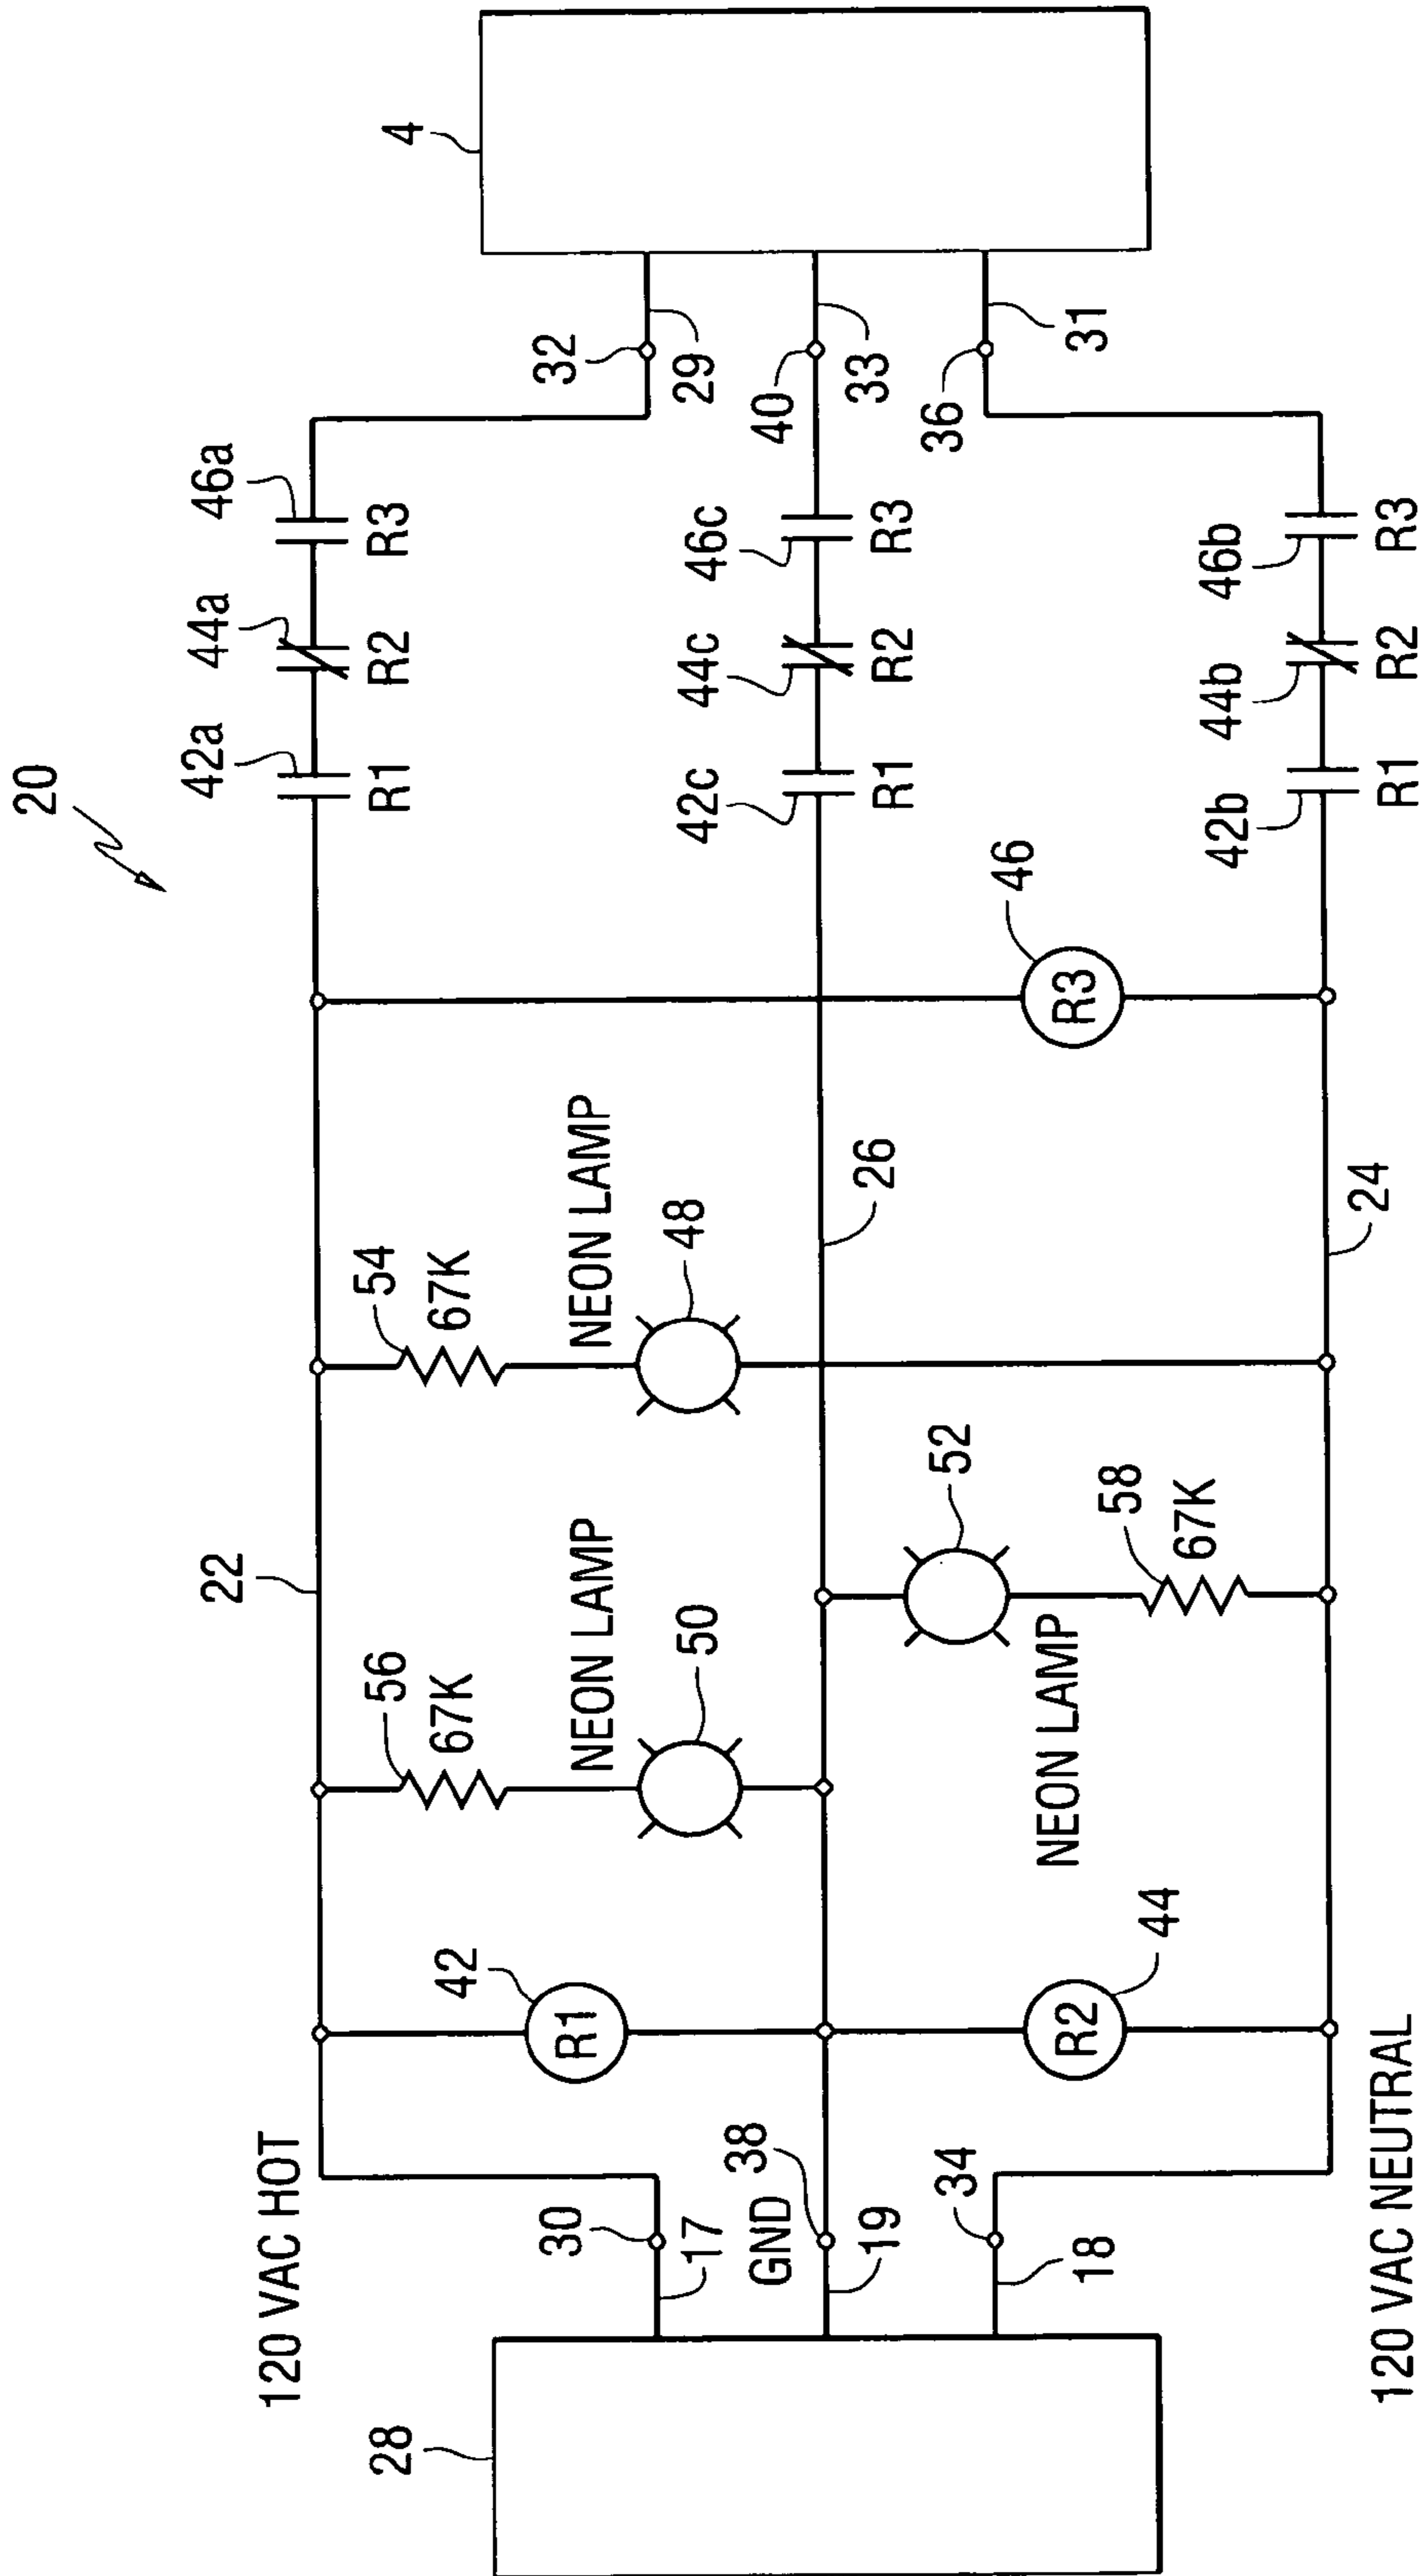 20
120 VAC HOT
22
42a
R1
44a
R2
46a
R3
32
29
4
28
30
17
42
R1
56
67K
NEON LAMP
50
54
67K
NEON LAMP
48
38
GND
19
26
42c
R1
44c
R2
46c
R3
40
33
34
18
44
R2
NEON LAMP
52
58
67K
46
R3
24
42b
R1
44b
R2
46b
R3
36
31
120 VAC NEUTRAL